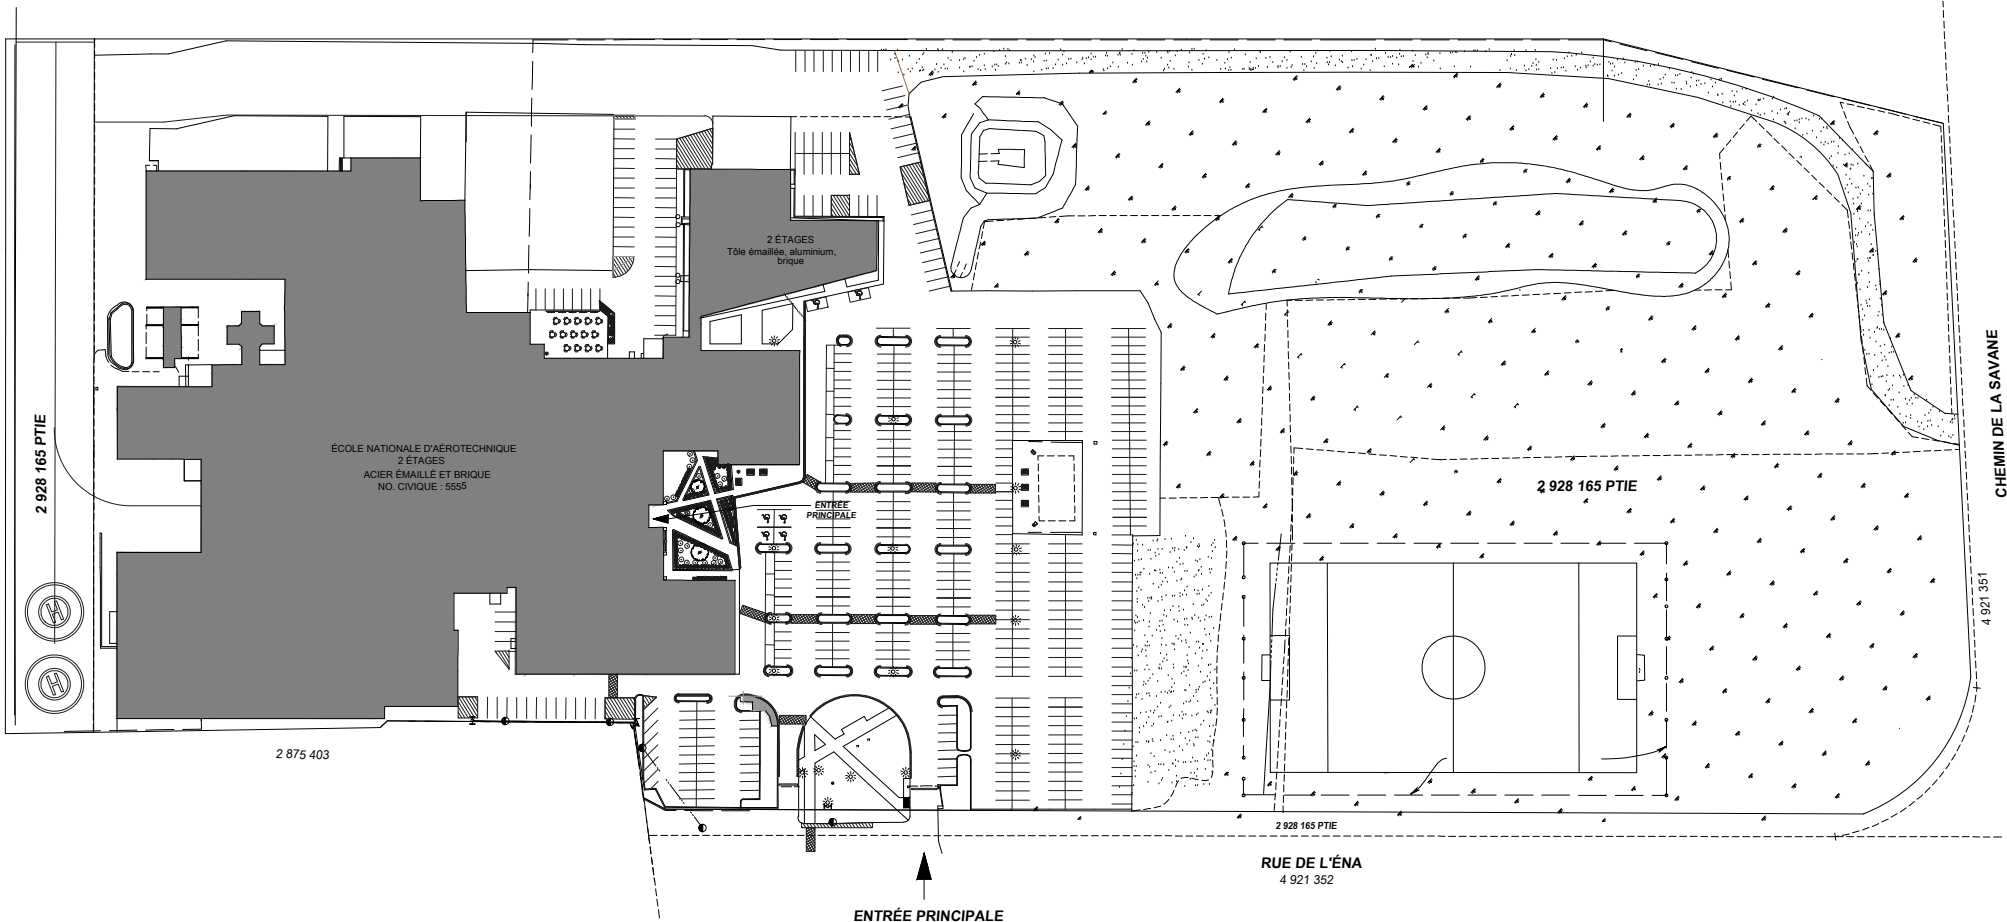 2 ÉTAGES
Tôle émaillée, aluminium,
brique
ÉCOLE NATIONALE D'AÉROTECHNIQUE
2 ÉTAGES
ACIER ÉMAILLÉ ET BRIQUE
NO. CIVIQUE : 5555
2 928 165 PTIE
ENTRÉE
PRINCIPALE
2 928 165 PTIE
CHEMIN DE LA SAVANE
4 921 351
H
H
2 875 403
2 928 165 PTIE
RUE DE L'ÉNA
4 921 352
ENTRÉE PRINCIPALE